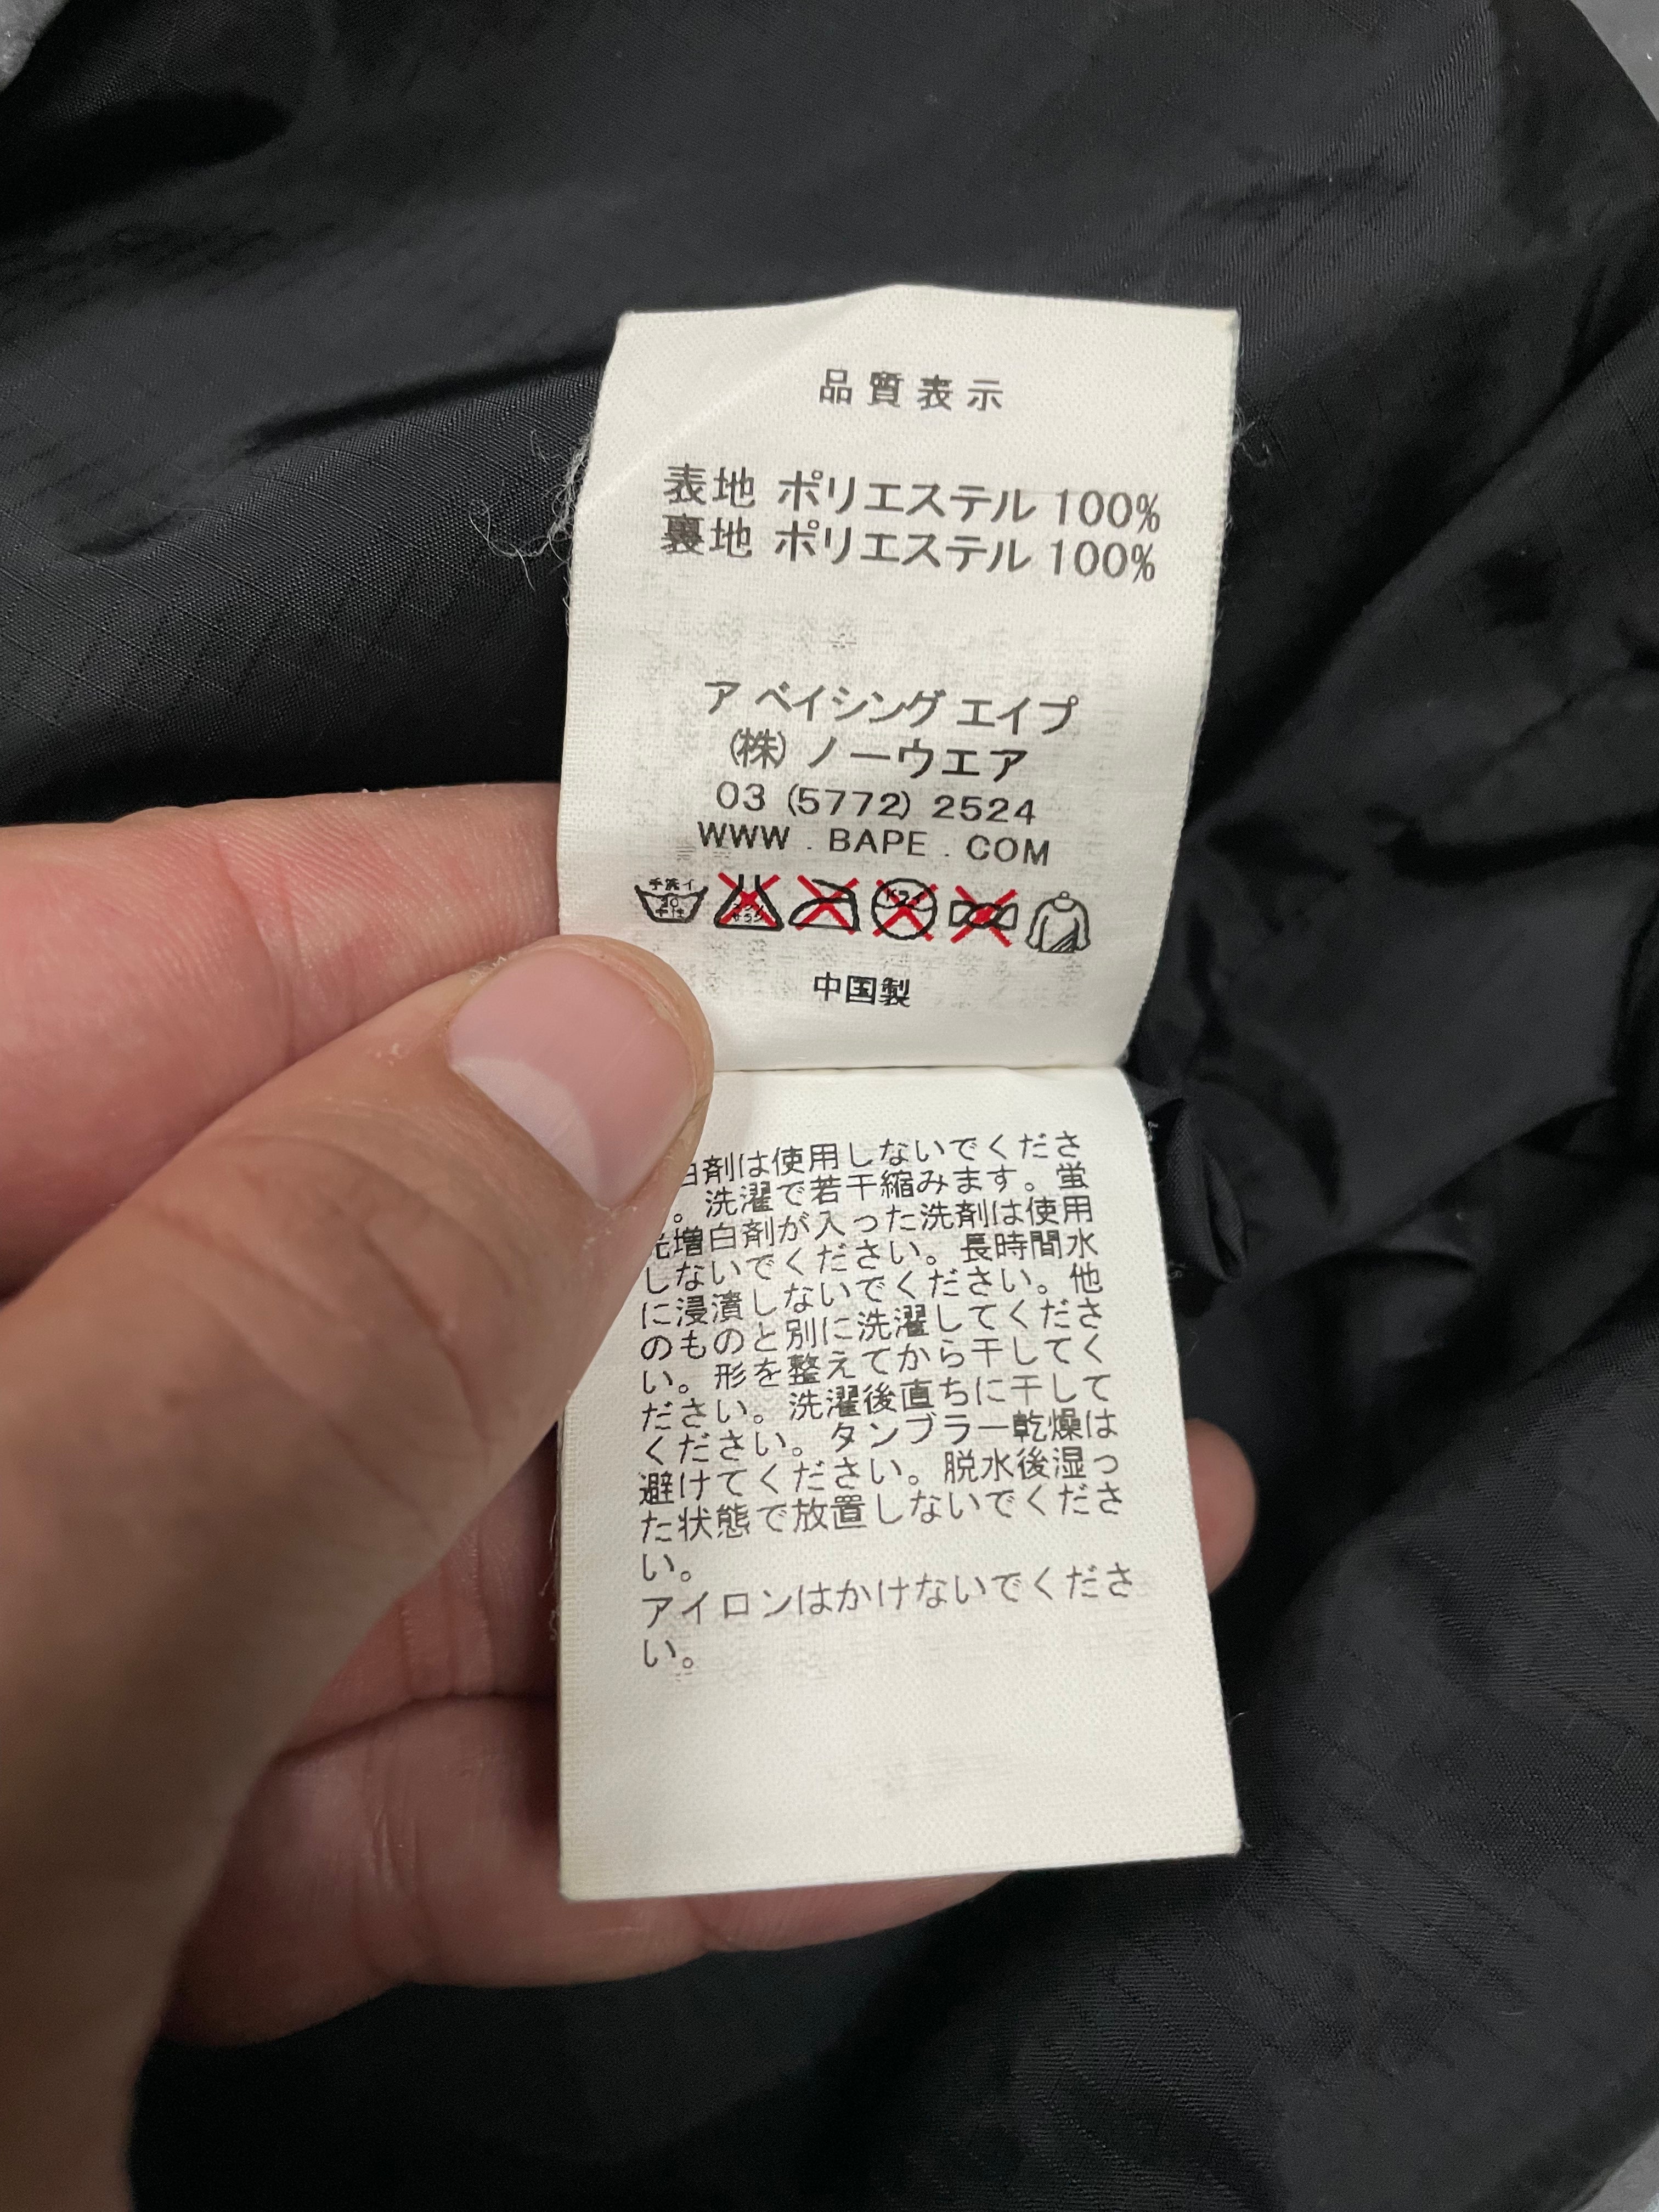 品質表示
表地 ポリエステル 100%
裏地 ポリエステル 100%
ア ベイシング エイプ
(株) ノーウエア
03 (5772) 2524
WWW . BAPE . COM
手洗イ
30
中国製
白剤は使用しないでくださ
。洗濯で若干縮みます。蛍
光増白剤が入った洗剤は使用
しないでください。長時間水
に浸漬しないでください。他
のものと別に洗濯してくださ
い。形を整えてから干してく
ださい。洗濯後直ちに干して
ください。タンブラー乾燥は
避けてください。脱水後湿っ
た状態で放置しないでくださ
い。
アイロンはかけないでくださ
い。